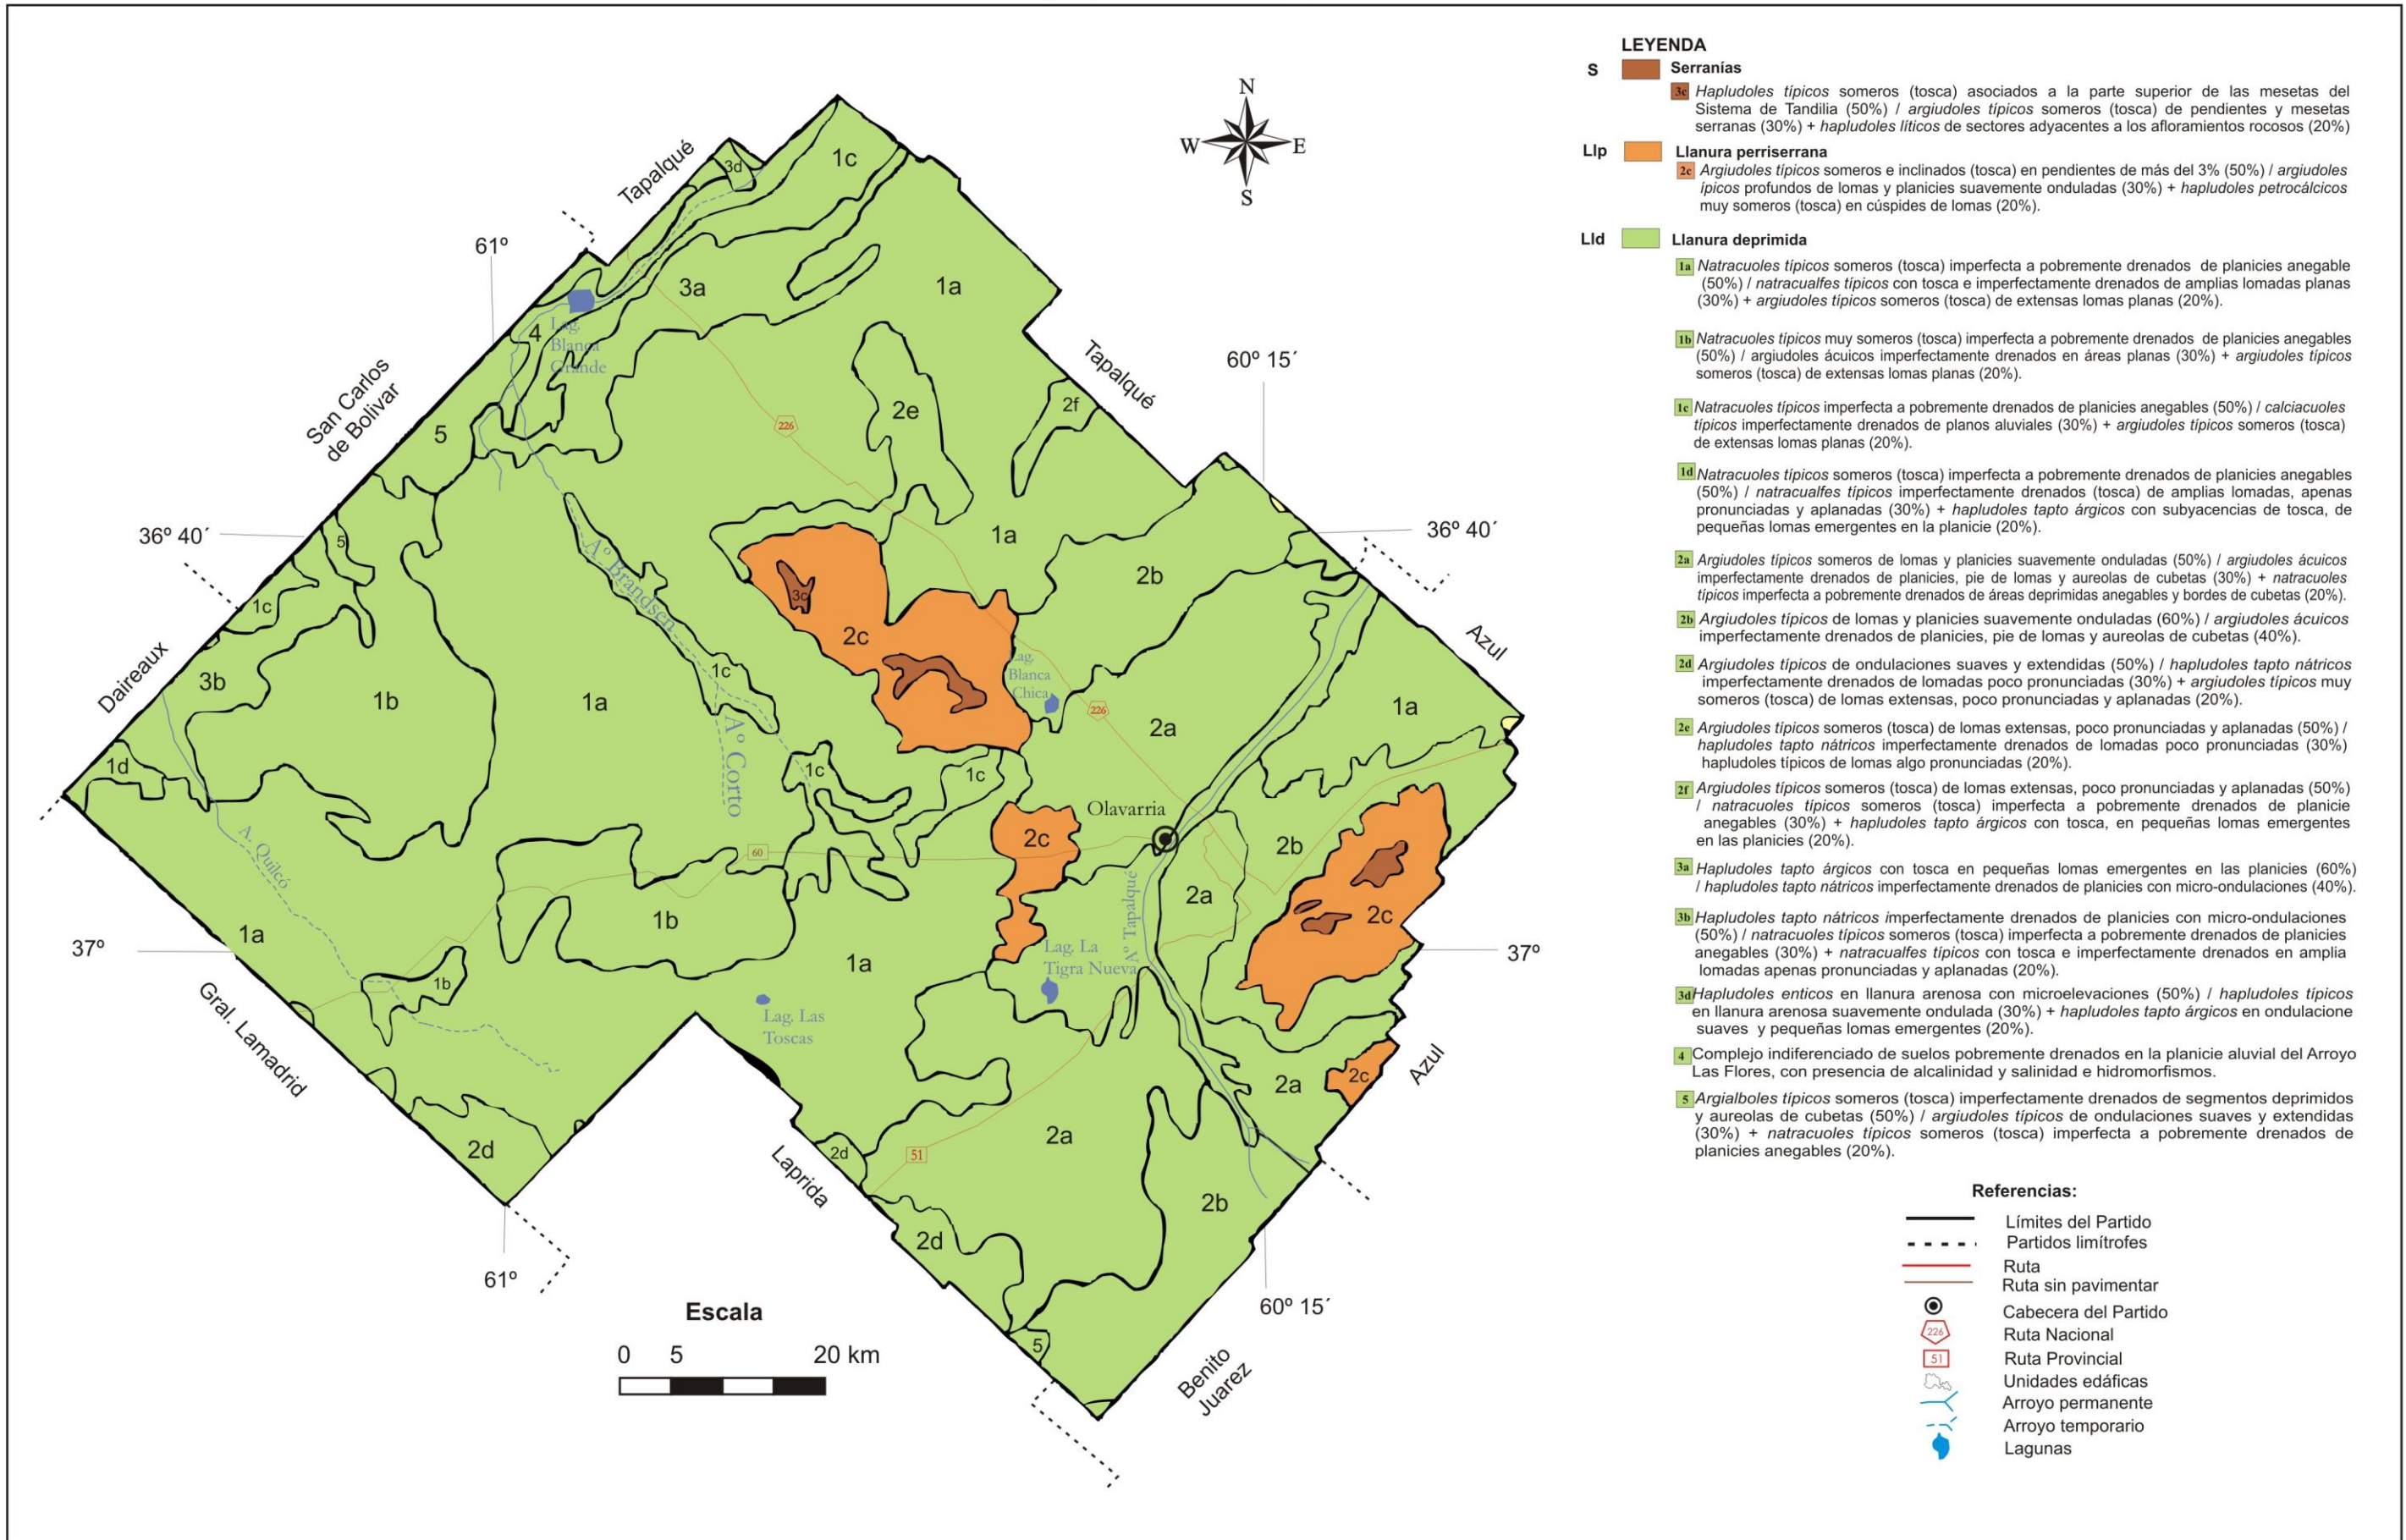 N
W
E
S
Tapalqué
3d
1c
61º
3a
1a
4
Lag.
Blanca
Grande
San Carlos
de Bolivar
Tapalqué
60º 15´
226
2e
2f
5
36º 40´
5
1a
36º 40´
Aº Brandsen
2b
3c
1c
2c
Azul
Daireaux
3b
1b
1a
1c
Lag.
Blanca
Chica
226
1a
2a
Aº Corto
1d
1c
1c
Olavarria
2c
60
2b
A. Quilcó
2a
Aº Tapalqué
2c
1b
1a
37º
1a
Lag. La
Tigra Nueva
37º
1b
Gral. Lamadrid
Lag. Las
Toscas
2a
2c
Azul
2d
2a
Laprida
2d
51
2b
2d
61º
60º 15´
5
Benito
Juarez
Escala
0 5 20 km
LEYENDA
S Serranías
3c Hapludoles típicos someros (tosca) asociados a la parte superior de las mesetas del
Sistema de Tandilia (50%) / argiudoles típicos someros (tosca) de pendientes y mesetas
serranas (30%) + hapludoles líticos de sectores adyacentes a los afloramientos rocosos (20%)
Llp Llanura perriserrana
2c Argiudoles típicos someros e inclinados (tosca) en pendientes de más del 3% (50%) / argiudoles
ípicos profundos de lomas y planicies suavemente onduladas (30%) + hapludoles petrocálcicos
muy someros (tosca) en cúspides de lomas (20%).
Lld Llanura deprimida
1a Natracuoles típicos someros (tosca) imperfecta a pobremente drenados de planicies anegable
(50%) / natracualfes típicos con tosca e imperfectamente drenados de amplias lomadas planas
(30%) + argiudoles típicos someros (tosca) de extensas lomas planas (20%).
1b Natracuoles típicos muy someros (tosca) imperfecta a pobremente drenados de planicies anegables
(50%) / argiudoles ácuicos imperfectamente drenados en áreas planas (30%) + argiudoles típicos
someros (tosca) de extensas lomas planas (20%).
1c Natracuoles típicos imperfecta a pobremente drenados de planicies anegables (50%) / calciacuoles
típicos imperfectamente drenados de planos aluviales (30%) + argiudoles típicos someros (tosca)
de extensas lomas planas (20%).
1d Natracuoles típicos someros (tosca) imperfecta a pobremente drenados de planicies anegables
(50%) / natracualfes típicos imperfectamente drenados (tosca) de amplias lomadas, apenas
pronunciadas y aplanadas (30%) + hapludoles tapto árgicos con subyacencias de tosca, de
pequeñas lomas emergentes en la planicie (20%).
2a Argiudoles típicos someros de lomas y planicies suavemente onduladas (50%) / argiudoles ácuicos
imperfectamente drenados de planicies, pie de lomas y aureolas de cubetas (30%) + natracuoles
típicos imperfecta a pobremente drenados de áreas deprimidas anegables y bordes de cubetas (20%).
2b Argiudoles típicos de lomas y planicies suavemente onduladas (60%) / argiudoles ácuicos
imperfectamente drenados de planicies, pie de lomas y aureolas de cubetas (40%).
2d Argiudoles típicos de ondulaciones suaves y extendidas (50%) / hapludoles tapto nátricos
imperfectamente drenados de lomadas poco pronunciadas (30%) + argiudoles típicos muy
someros (tosca) de lomas extensas, poco pronunciadas y aplanadas (20%).
2e Argiudoles típicos someros (tosca) de lomas extensas, poco pronunciadas y aplanadas (50%) /
hapludoles tapto nátricos imperfectamente drenados de lomadas poco pronunciadas (30%)
hapludoles típicos de lomas algo pronunciadas (20%).
2f Argiudoles típicos someros (tosca) de lomas extensas, poco pronunciadas y aplanadas (50%)
/ natracuoles típicos someros (tosca) imperfecta a pobremente drenados de planicie
anegables (30%) + hapludoles tapto árgicos con tosca, en pequeñas lomas emergentes
en las planicies (20%).
3a Hapludoles tapto árgicos con tosca en pequeñas lomas emergentes en las planicies (60%)
/ hapludoles tapto nátricos imperfectamente drenados de planicies con micro-ondulaciones (40%).
3b Hapludoles tapto nátricos imperfectamente drenados de planicies con micro-ondulaciones
(50%) / natracuoles típicos someros (tosca) imperfecta a pobremente drenados de planicies
anegables (30%) + natracualfes típicos con tosca e imperfectamente drenados en amplia
lomadas apenas pronunciadas y aplanadas (20%).
3d Hapludoles enticos en llanura arenosa con microelevaciones (50%) / hapludoles típicos
en llanura arenosa suavemente ondulada (30%) + hapludoles tapto árgicos en ondulacione
suaves y pequeñas lomas emergentes (20%).
4 Complejo indiferenciado de suelos pobremente drenados en la planicie aluvial del Arroyo
Las Flores, con presencia de alcalinidad y salinidad e hidromorfismos.
5 Argialboles típicos someros (tosca) imperfectamente drenados de segmentos deprimidos
y aureolas de cubetas (50%) / argiudoles típicos de ondulaciones suaves y extendidas
(30%) + natracuoles típicos someros (tosca) imperfecta a pobremente drenados de
planicies anegables (20%).
Referencias:
Límites del Partido
Partidos limítrofes
Ruta
Ruta sin pavimentar
Cabecera del Partido
226 Ruta Nacional
51 Ruta Provincial
Unidades edáficas
Arroyo permanente
Arroyo temporario
Lagunas